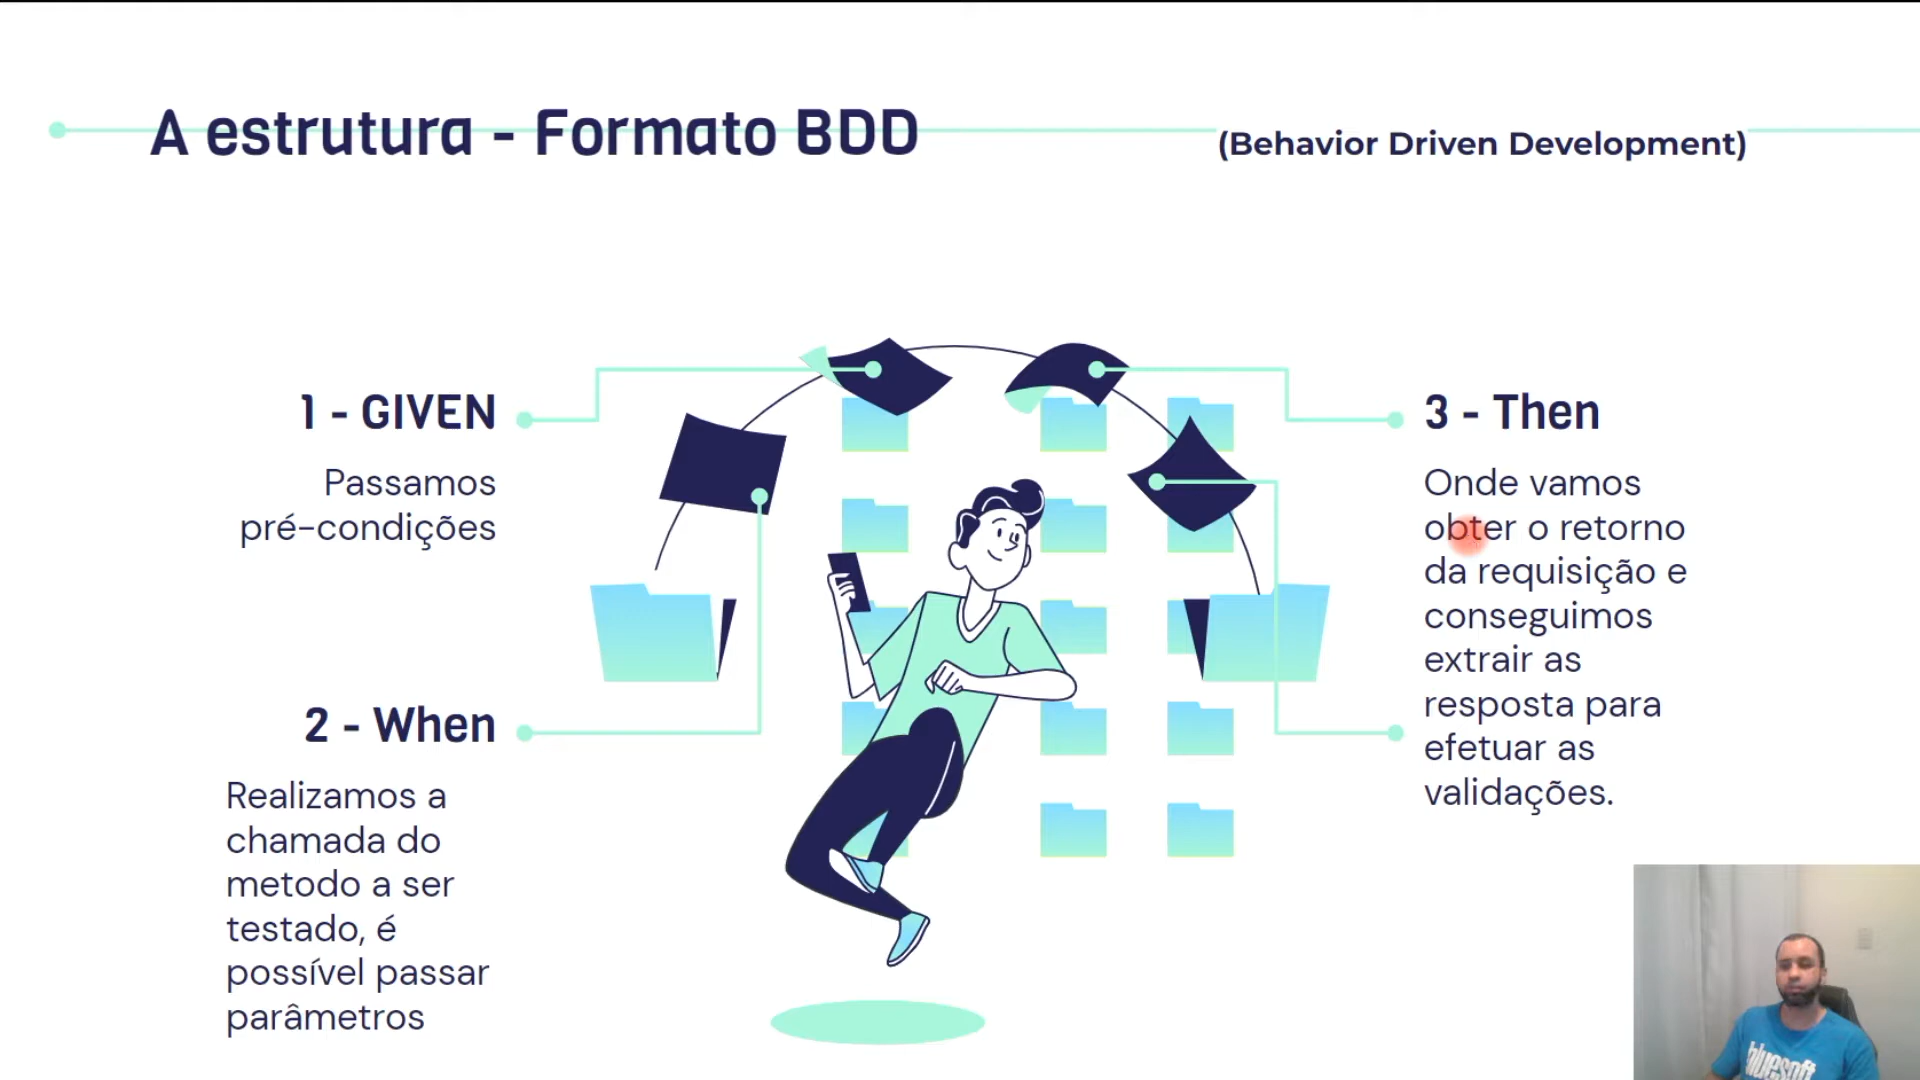 A estrutura - Formato BDD
(Behavior Driven Development)
1 - GIVEN
Passamos
pré-condições
2 - When
Realizamos a
chamada do
metodo a ser
testado, é
possível passar
parâmetros
3 - Then
Onde vamos
obter o retorno
da requisição e
conseguimos
extrair as
resposta para
efetuar as
validações.
bluesoft